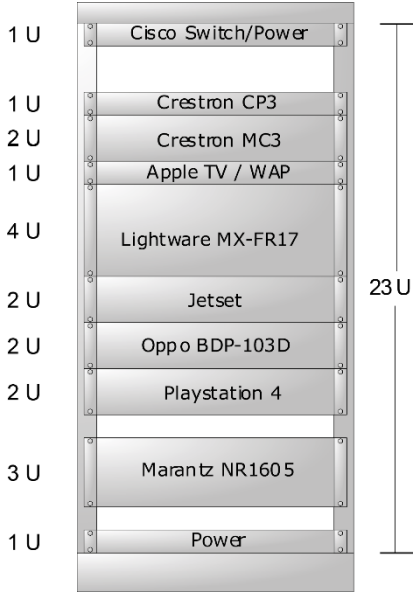 1 U Cisco Switch/Power
1 U Crestron CP3
2 U Crestron MC3
1 U Apple TV / WAP
4 U Lightware MX-FR17
2 U Jetset
23 U
2 U Oppo BDP-103D
2 U Playstation 4
3 U Marantz NR1605
1 U Power